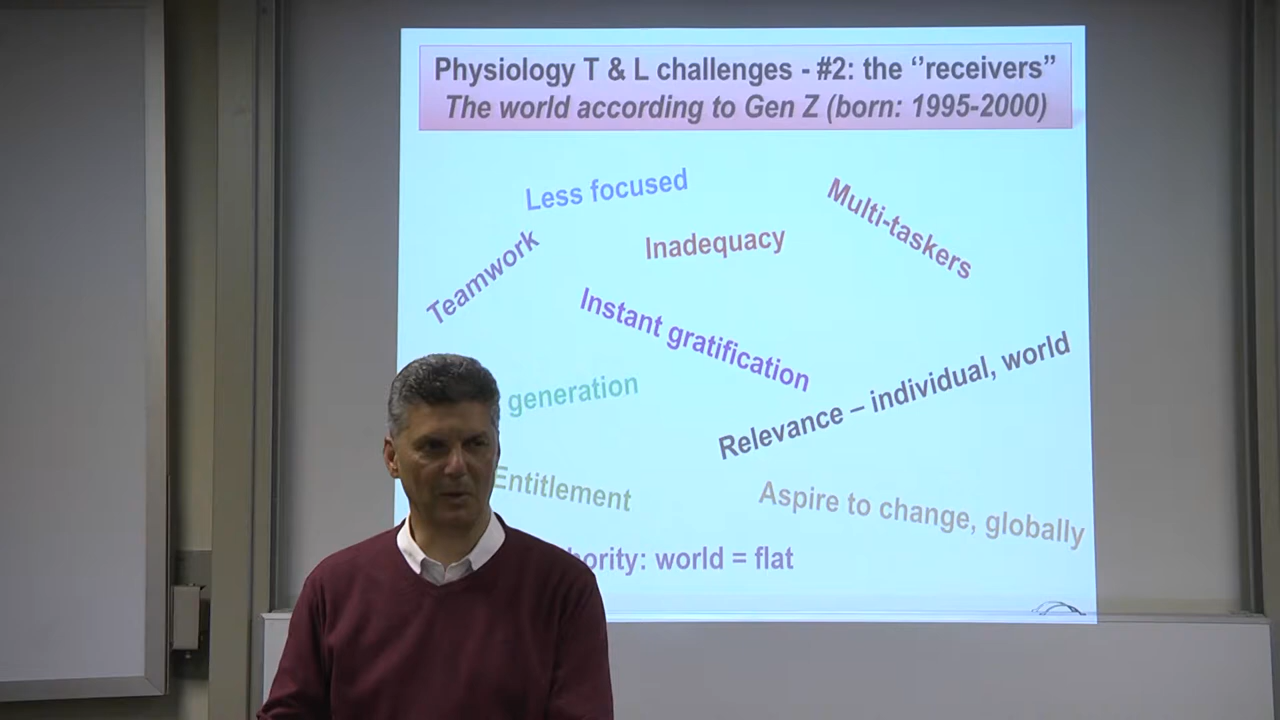 Physiology T & L challenges - #2: the ‘’receivers”
The world according to Gen Z (born: 1995-2000)
Less focused
Multi-taskers
Teamwork
Inadequacy
Instant gratification
generation
Relevance – individual, world
Entitlement
Aspire to change, globally
world = flat